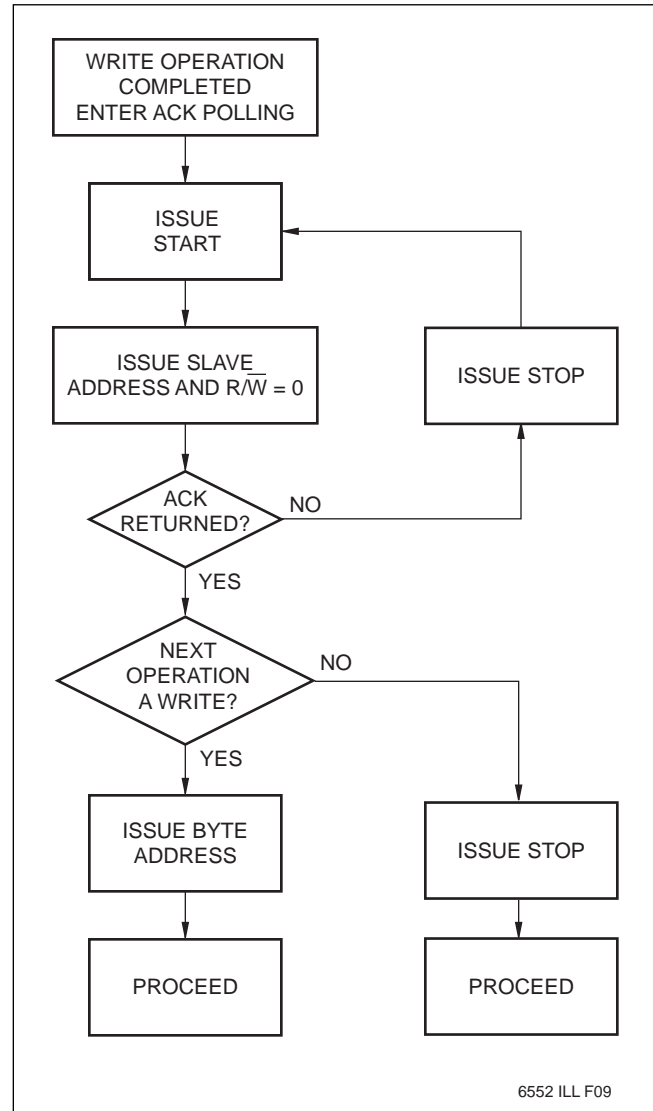 WRITE OPERATION
COMPLETED
ENTER ACK POLLING
ISSUE
START
ISSUE SLAVE
ADDRESS AND R/W̅ = 0
ISSUE STOP
ACK
RETURNED?
NO
YES
NEXT
OPERATION
A WRITE?
NO
YES
ISSUE BYTE
ADDRESS
ISSUE STOP
PROCEED
PROCEED
6552 ILL F09